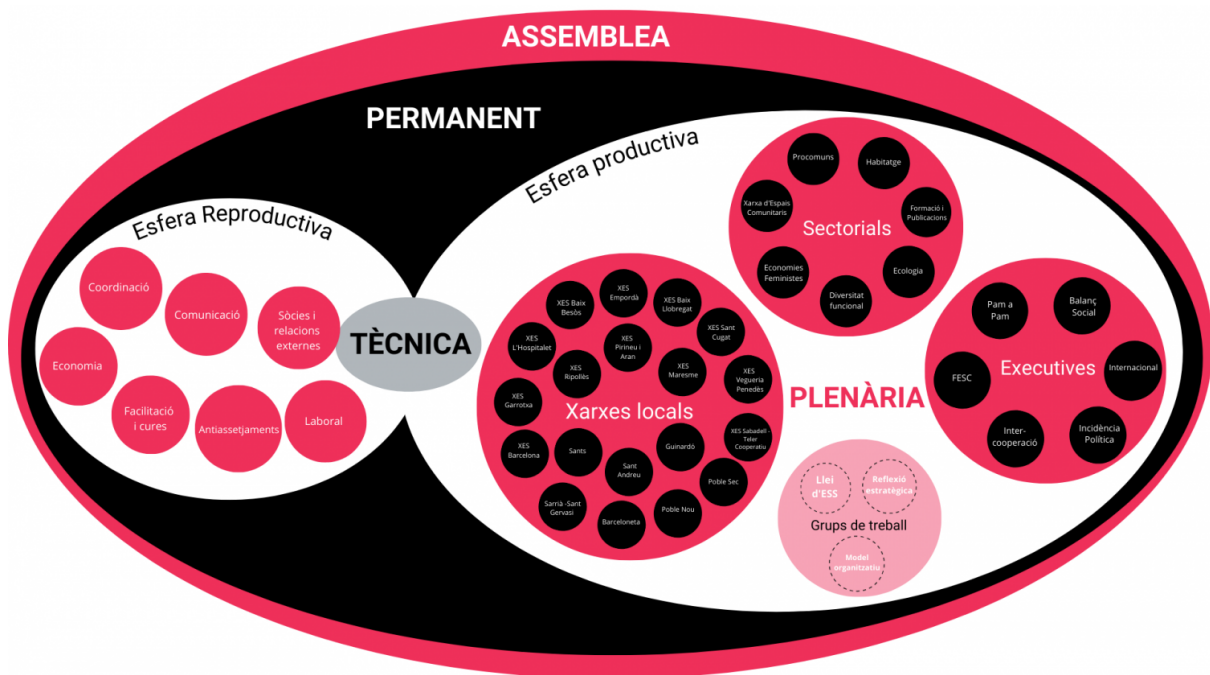 ASSEMBLEA
PERMANENT
Esfera Reproductiva
Coordinació
Comunicació
Sòcies i
relacions
externes
Economia
Facilitació
i cures
Antiassetjaments
Laboral
TÈCNICA
Esfera productiva
Procomuns
Habitatge
Xarxa d'Espais
Comunitaris
Formació i
Publicacions
Sectorials
Economies
Feministes
Ecologia
Diversitat
funcional
XES
Empordà
XES Baix
Besòs
XES Baix
Llobregat
XES
L'Hospitalet
XES
Pirineu i
Aran
XES Sant
Cugat
XES
Ripollès
XES
Maresme
XES
Vegueria
Penedès
XES
Garrotxa
Xarxes locals
XES Sabadell -
Teler
Cooperatiu
XES
Barcelona
Sants
Guinardó
Sant
Andreu
Poble Sec
Sarrià -Sant
Gervasi
Barceloneta
Poble Nou
PLENÀRIA
Pam a
Pam
Balanç
Social
FESC
Executives
Internacional
Inter-
cooperació
Incidència
Política
Llei
d'ESS
Reflexió
estratègica
Grups de treball
Model
organitzatiu